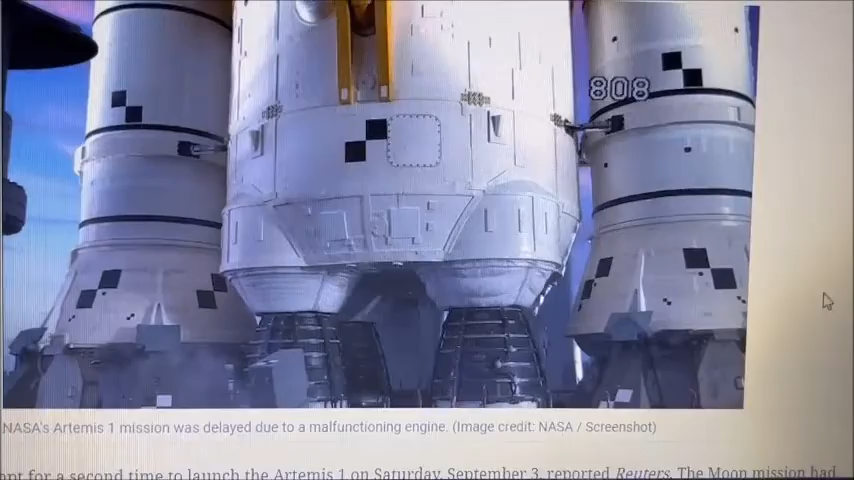 808
NASA's Artemis 1 mission was delayed due to a malfunctioning engine. (Image credit: NASA / Screenshot)
for a second time to launch the Artemis 1 on Saturday, September 3, reported Reuters. The Moon mission had